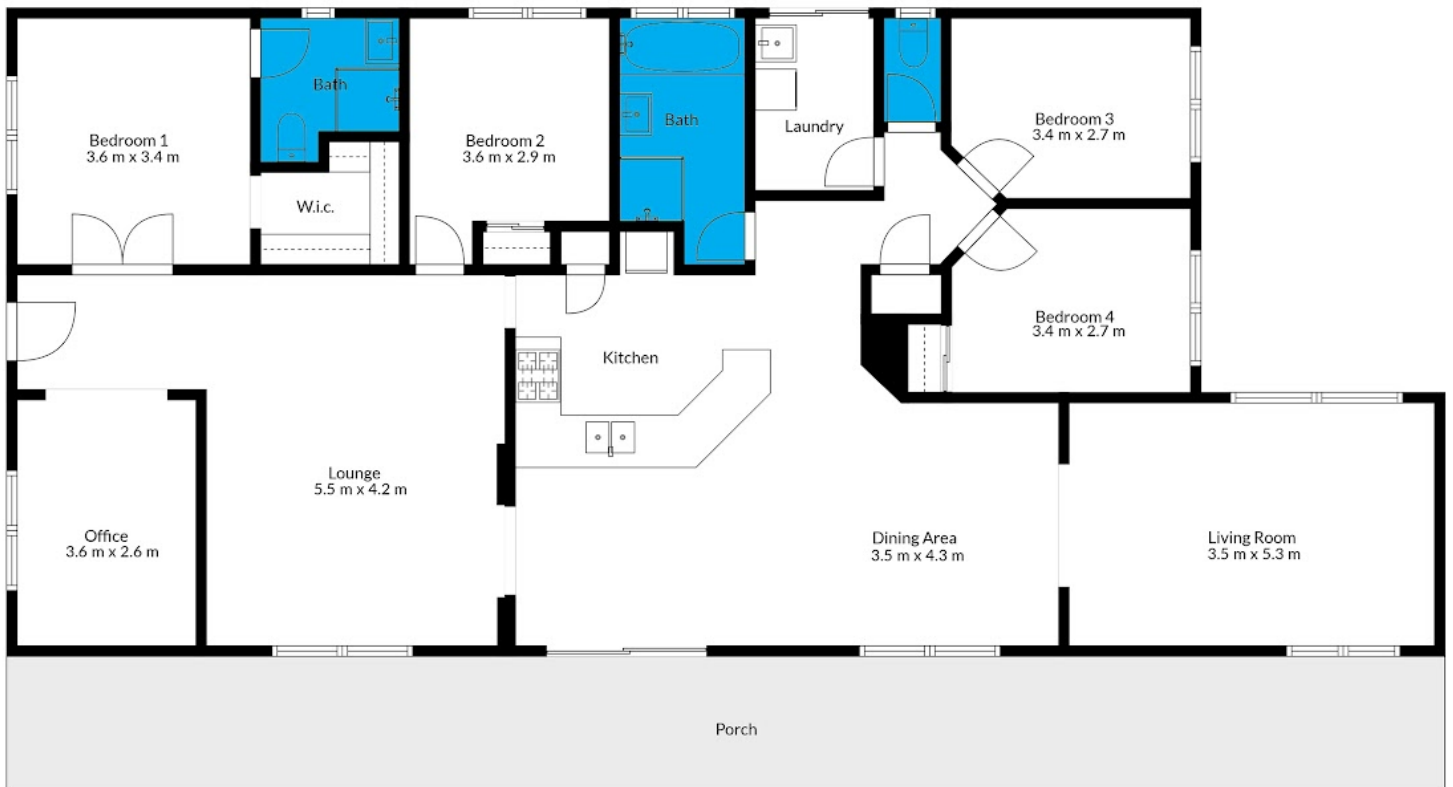 Bath
Bedroom 1
3.6 m x 3.4 m
W.i.c.
Bedroom 2
3.6 m x 2.9 m
Bath
Laundry
Bedroom 3
3.4 m x 2.7 m
Bedroom 4
3.4 m x 2.7 m
Kitchen
Lounge
5.5 m x 4.2 m
Office
3.6 m x 2.6 m
Dining Area
3.5 m x 4.3 m
Living Room
3.5 m x 5.3 m
Porch